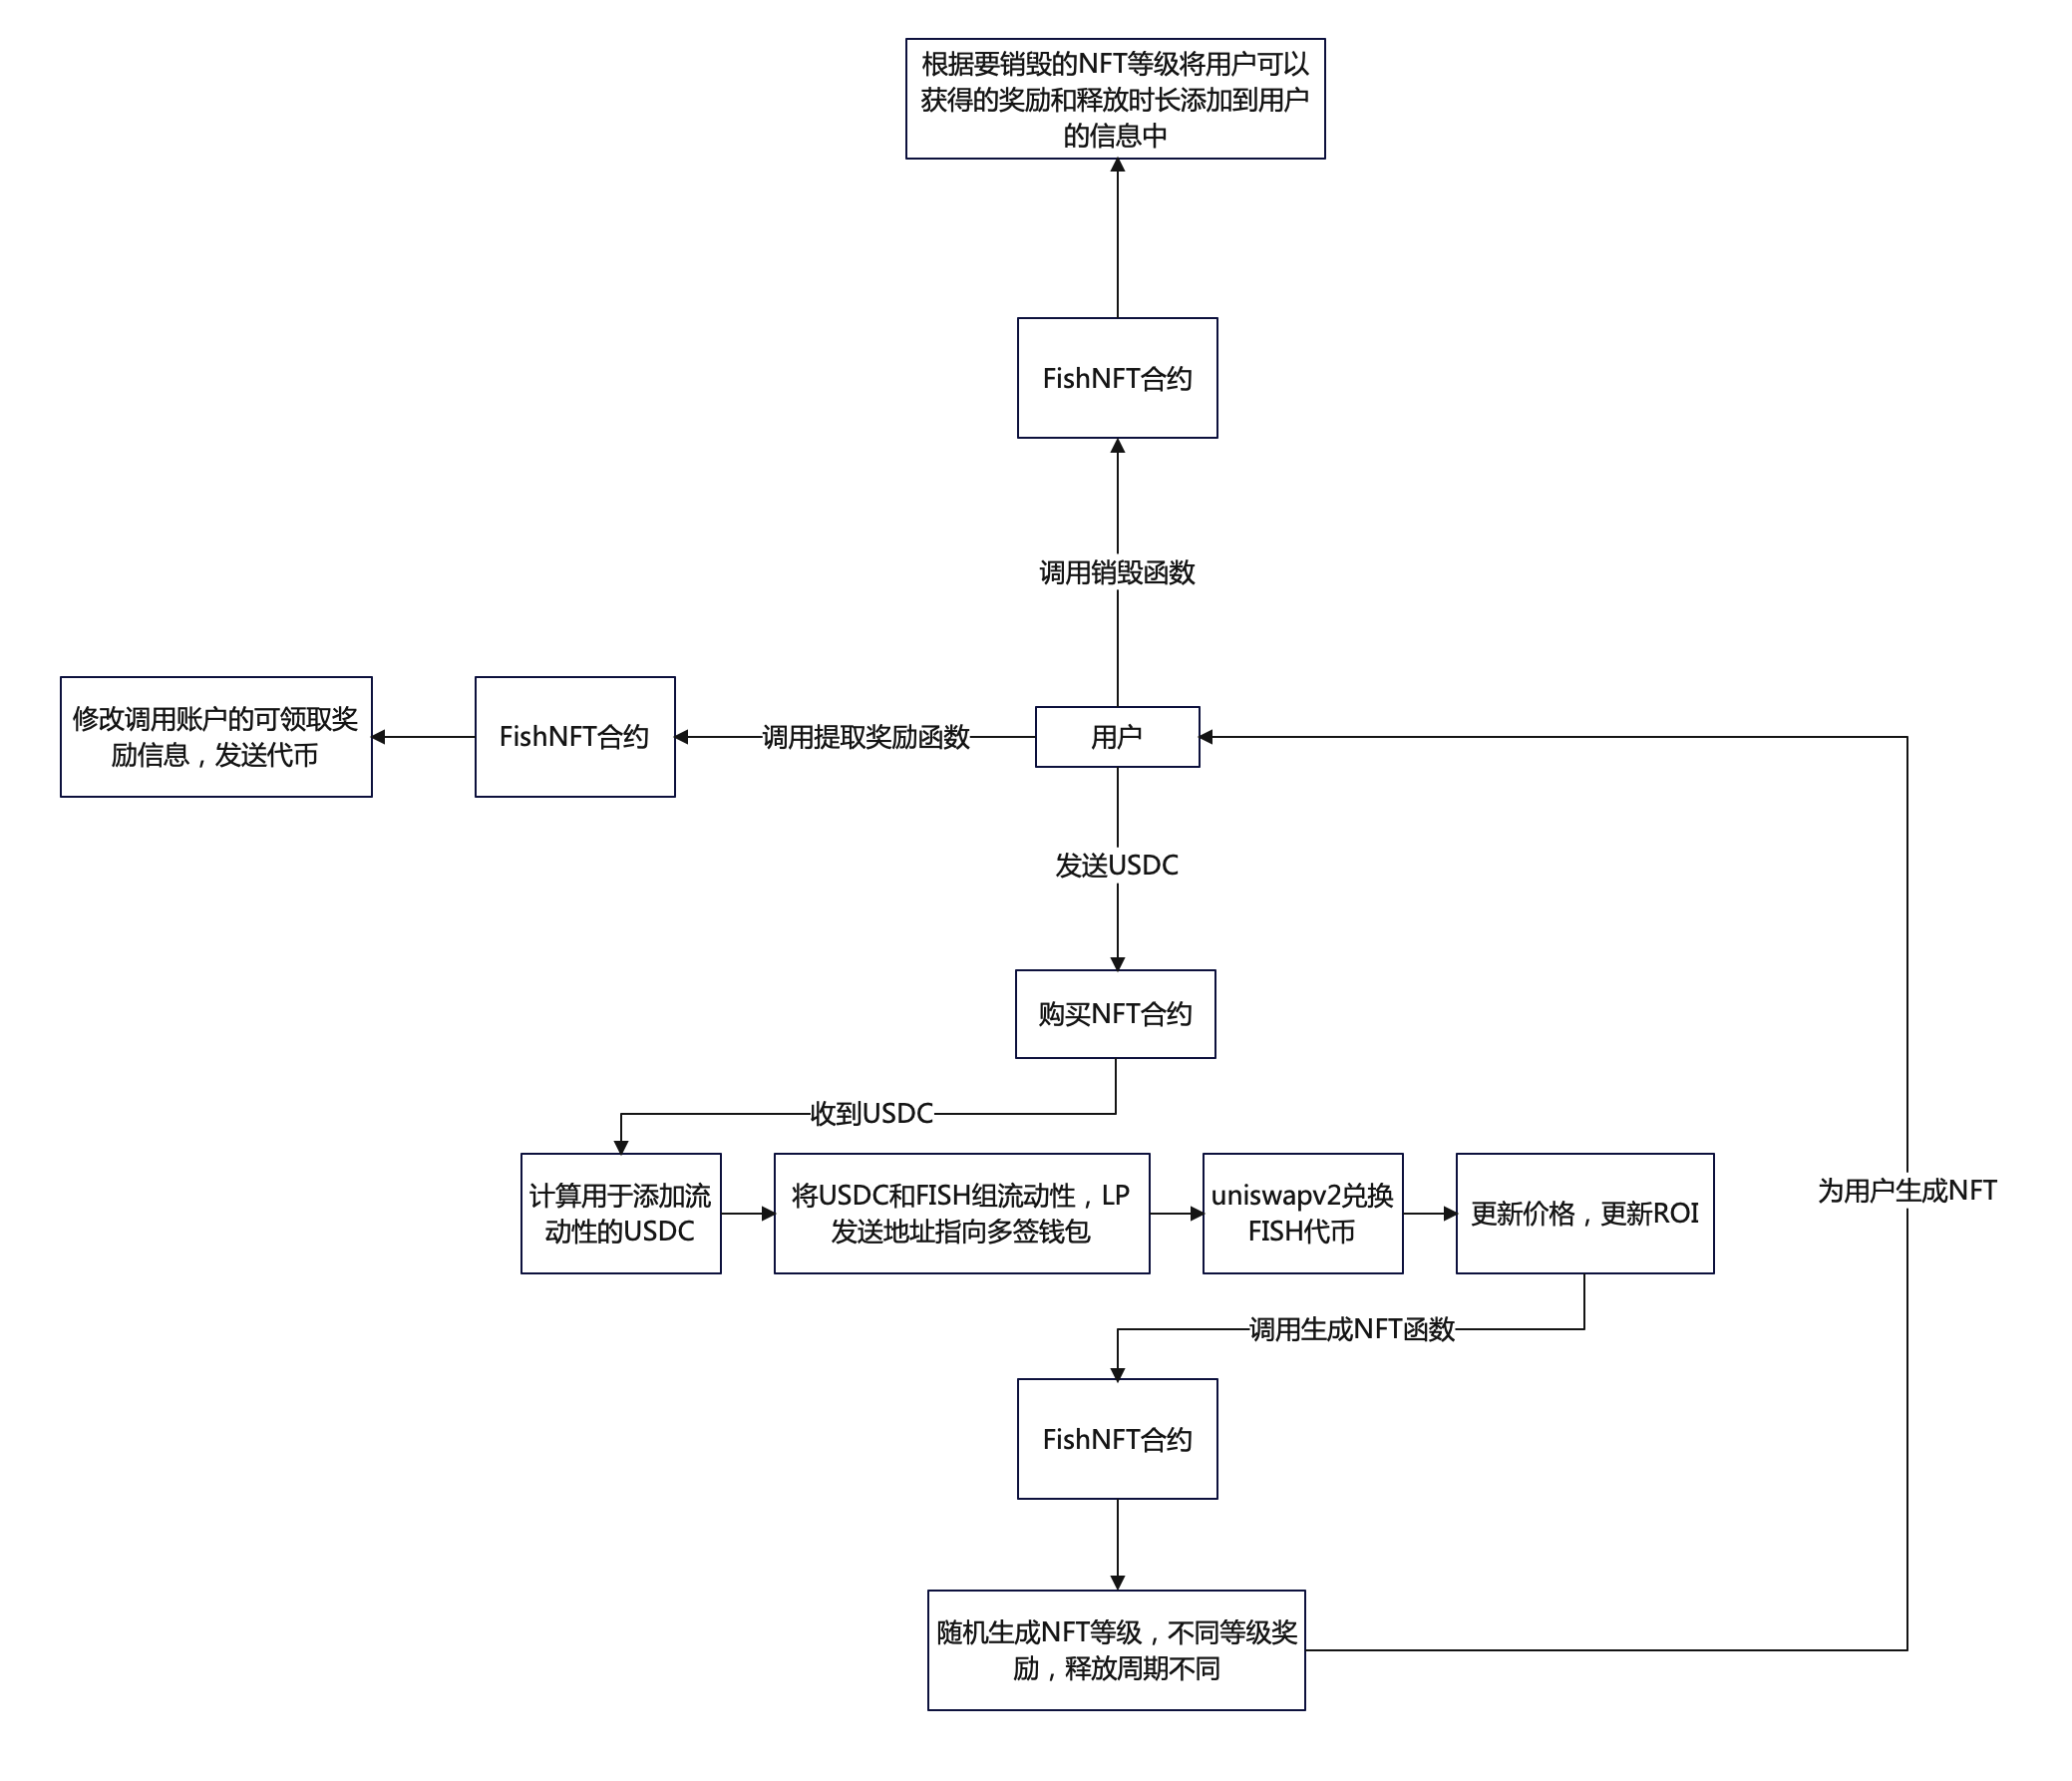 根据要销毁的NFT等级将用户可以
获得的奖励和释放时长添加到用户
的信息中
FishNFT合约
调用销毁函数
修改调用账户的可领取奖
励信息，发送代币
FishNFT合约
调用提取奖励函数
用户
发送USDC
购买NFT合约
收到USDC
计算用于添加流
动性的USDC
将USDC和FISH组流动性，LP
发送地址指向多签钱包
uniswapv2兑换
FISH代币
更新价格，更新ROI
为用户生成NFT
调用生成NFT函数
FishNFT合约
随机生成NFT等级，不同等级奖
励，释放周期不同